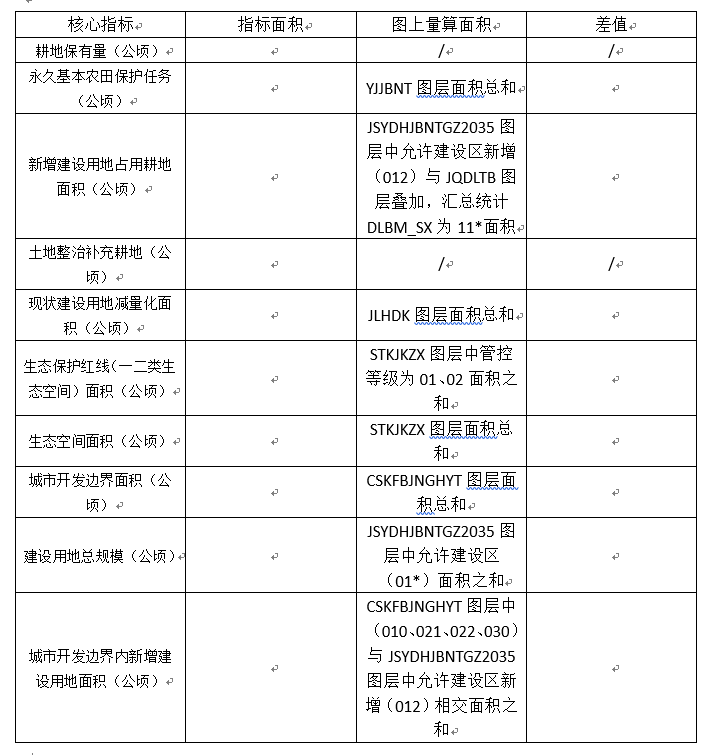 核心指标 指标面积 图上量算面积 差值
耕地保有量（公顷） / /
永久基本农田保护任务
（公顷）
YJJBNT 图层面积总和
新增建设用地占用耕地
面积（公顷）
JSYDHJBNTGZ2035 图
层中允许建设区新增
（012）与 JQDLTB 图
层叠加，汇总统计
DLBM_SX 为 11*面积
土地整治补充耕地（公
顷）
/ /
现状建设用地减量化面
积（公顷）
JLHDK 图层面积总和
生态保护红线（一二类生
态空间）面积（公顷）
STKJKZX 图层中管控
等级为 01、02 面积之
和
生态空间面积（公顷）
STKJKZX 图层面积总
和
城市开发边界面积（公
顷）
CSKFBJNGHYT 图层面
积总和
建设用地总规模（公顷）
JSYDHJBNTGZ2035 图
层中允许建设区
（01*）面积之和
城市开发边界内新增建
设用地面积（公顷）
CSKFBJNGHYT 图层中
（010、021、022、030）
与 JSYDHJBNTGZ2035
图层中允许建设区新
增（012）相交面积之
和